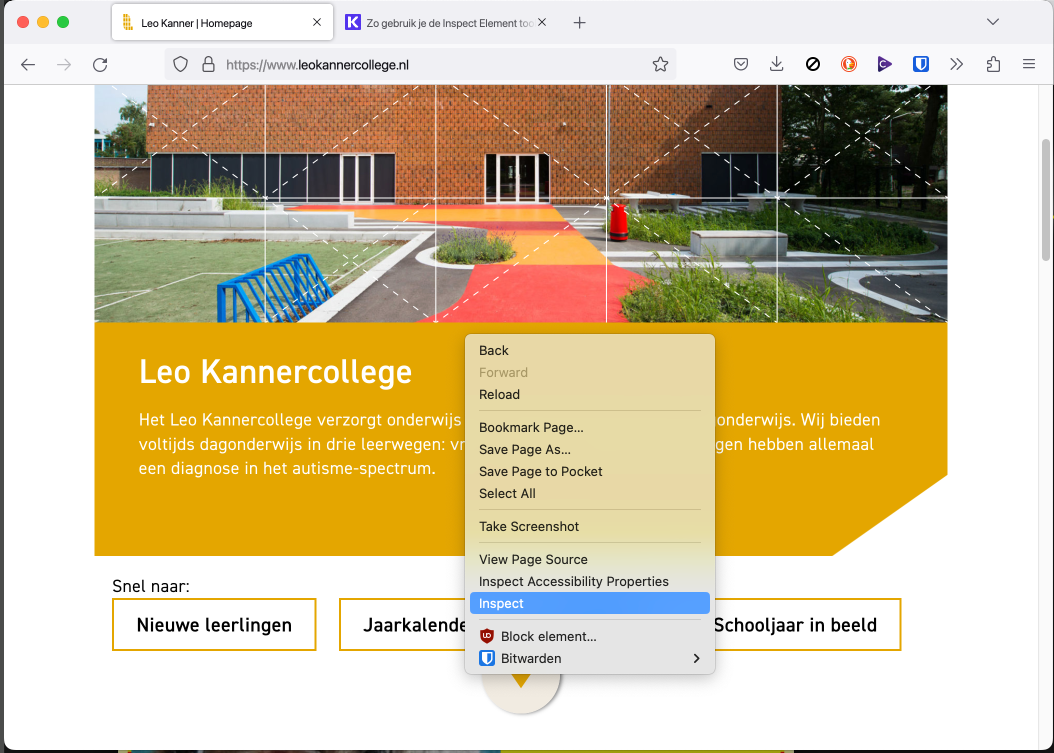 Leo Kanner | Homepage
Zo gebruik je de Inspect Element too
https://www.leokannercollege.nl
Leo Kannercollege
Het Leo Kannercollege verzorgt onderwijs
onderwijs. Wij bieden
voltijds dagonderwijs in drie leerwegen:
gen hebben allemaal
een diagnose in het autisme-spectrum.
Back
Forward
Reload
Bookmark Page...
Save Page As...
Save Page to Pocket
Select All
Take Screenshot
View Page Source
Inspect Accessibility Properties
Inspect
UD Block element...
Bitwarden
Snel naar:
Nieuwe leerlingen
Jaarkalende
Schooljaar in beeld